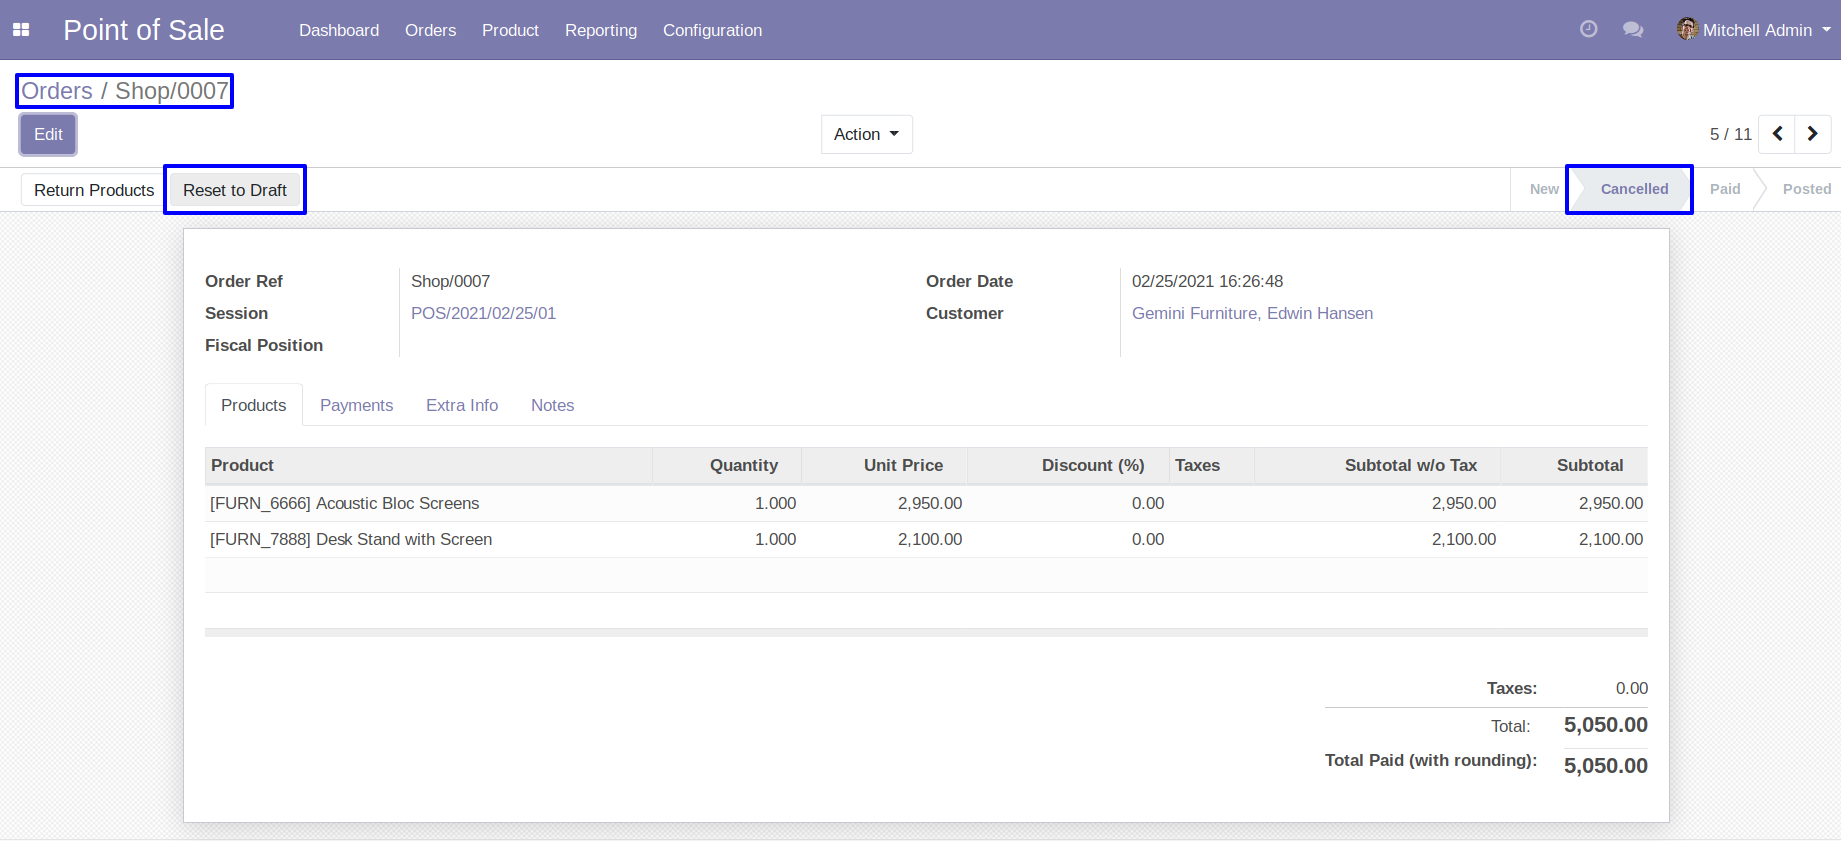 Point of Sale Dashboard Orders Product Reporting Configuration Mitchell Admin
Orders / Shop/0007
Edit Action 5 / 11
Return Products Reset to Draft New Cancelled Paid Posted
Order Ref Shop/0007 Order Date 02/25/2021 16:26:48
Session POS/2021/02/25/01 Customer Gemini Furniture, Edwin Hansen
Fiscal Position
Products Payments Extra Info Notes
Product Quantity Unit Price Discount (%) Taxes Subtotal w/o Tax Subtotal
[FURN_6666] Acoustic Bloc Screens 1.000 2,950.00 0.00 2,950.00 2,950.00
[FURN_7888] Desk Stand with Screen 1.000 2,100.00 0.00 2,100.00 2,100.00
Taxes: 0.00
Total: 5,050.00
Total Paid (with rounding): 5,050.00